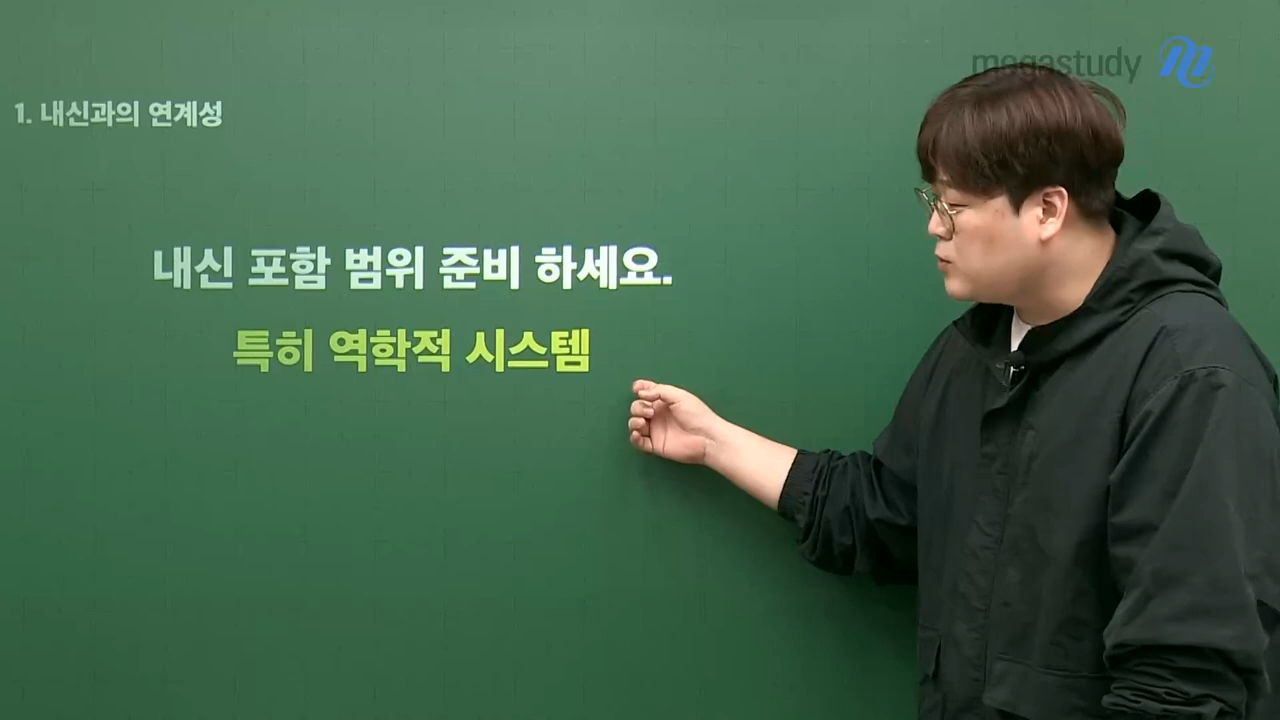 megastudy
1. 내신과의 연계성
내신 포함 범위 준비 하세요.
특히 역학적 시스템